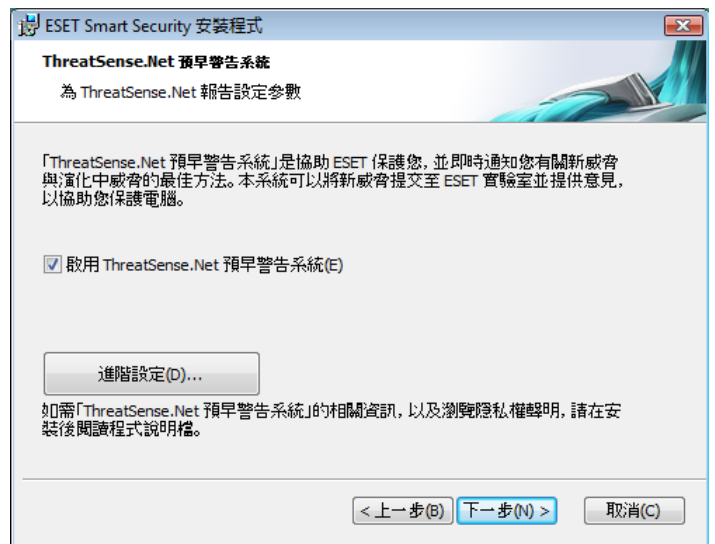 ESET Smart Security 安裝程式
ThreatSense.Net 預早警告系統
為 ThreatSense.Net 報告設定參數
「ThreatSense.Net 預早警告系統」是協助 ESET 保護您, 並即時通知您有關新威脅
與演化中威脅的最佳方法。本系統可以將新威脅提交至 ESET 實驗室並提供意見,
以協助您保護電腦。
啟用 ThreatSense.Net 預早警告系統(E)
進階設定(D)...
如需「ThreatSense.Net 預早警告系統」的相關資訊, 以及瀏覽隱私權聲明, 請在安
裝後閱讀程式說明檔。
< 上一步(B) 下一步(N) > 取消(C)